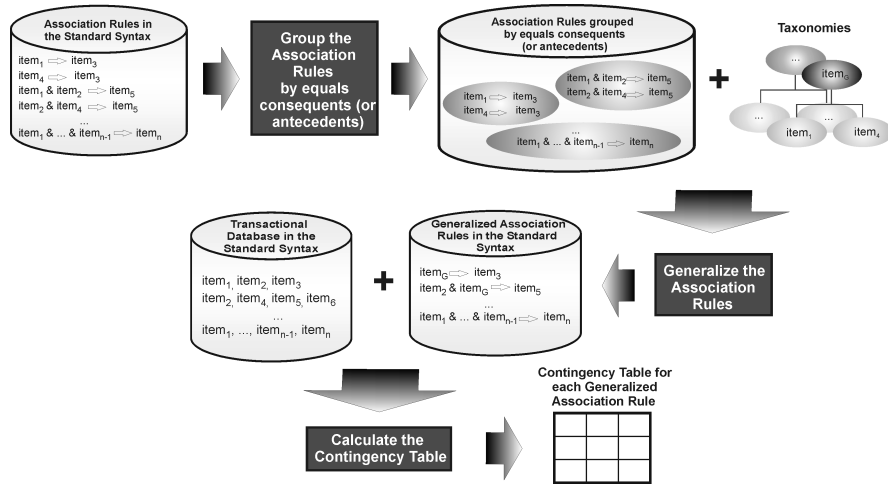 Association Rules in
the Standard Syntax
item1 ⇨ item3
item4 ⇨ item3
item1 & item2 ⇨ item5
item2 & item4 ⇨ item5
...
item1 & ... & itemn-1 ⇨ itemn
Group the
Association
Rules
by equals
consequents (or
antecedents)
Association Rules grouped
by equals consequents
(or antecedents)
item1 ⇨ item3
item4 ⇨ item3
item1 & item2 ⇨ item5
item2 & item4 ⇨ item5
...
item1 & ... & itemn-1 ⇨ itemn
+
Taxonomies
...
itemG
...
item1
...
item4
Generalize the
Association
Rules
Generalized Association
Rules in the Standard
Syntax
itemG ⇨ item3
item2 & itemG ⇨ item5
...
item1 & ... & itemn-1 ⇨ itemn
+
Transactional
Database in the
Standard Syntax
item1, item2, item3
item2, item4, item5, item6
...
item1, ..., itemn-1, itemn
Calculate the
Contingency Table
Contingency Table for
each Generalized
Association Rule